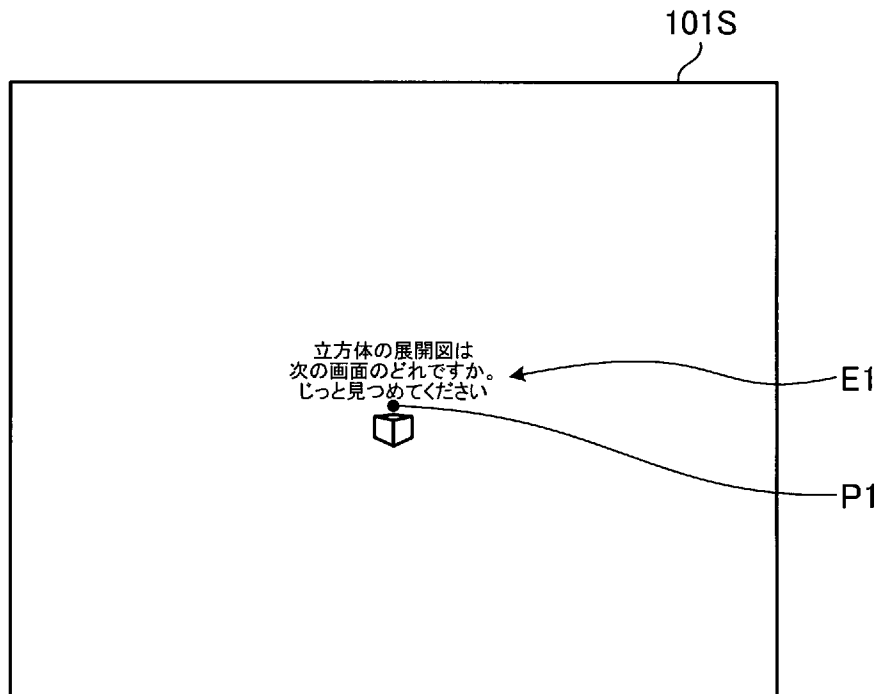 101S
立方体の展開図は
次の画面のどれですか。
じっと見つめてください
E1
P1